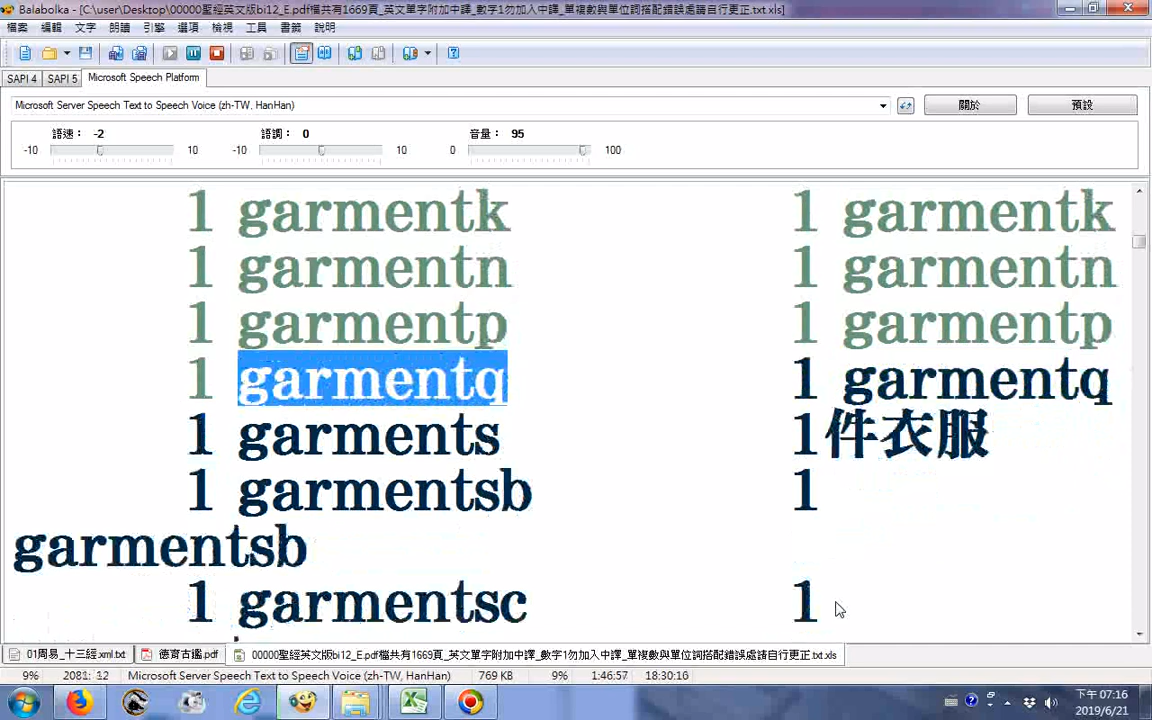 Balabolka - [C:\user\Desktop\00000聖經英文版bi12_E.pdf檔共有1669頁_英文單字附加中譯_數字1勿加入中譯_單複數與單位詞搭配錯誤處請自行更正.txt.xls]
檔案 編輯 文字 朗讀 引擎 選項 檢視 工具 書籤 說明
SAPI 4 SAPI 5 Microsoft Speech Platform
Microsoft Server Speech Text to Speech Voice (zh-TW, HanHan) 關於 預設
語速: -2 語調: 0 音量: 95
-10 10 -10 10 0 100
1 garmentk 1 garmentk
1 garmentn 1 garmentn
1 garmentp 1 garmentp
1 garmentq 1 garmentq
1 garments 1件衣服
1 garmentsb 1
garmentsb
1 garmentsc 1
01周易_十三經.xml.txt 德育古鑑.pdf 00000聖經英文版bi12_E.pdf檔共有1669頁_英文單字附加中譯_數字1勿加入中譯_單複數與單位詞搭配錯誤處請自行更正.txt.xls
9% 2081: 12 Microsoft Server Speech Text to Speech Voice (zh-TW, HanHan) 769 KB 9% 1:46:57 18:30:16
下午 07:16
2019/6/21